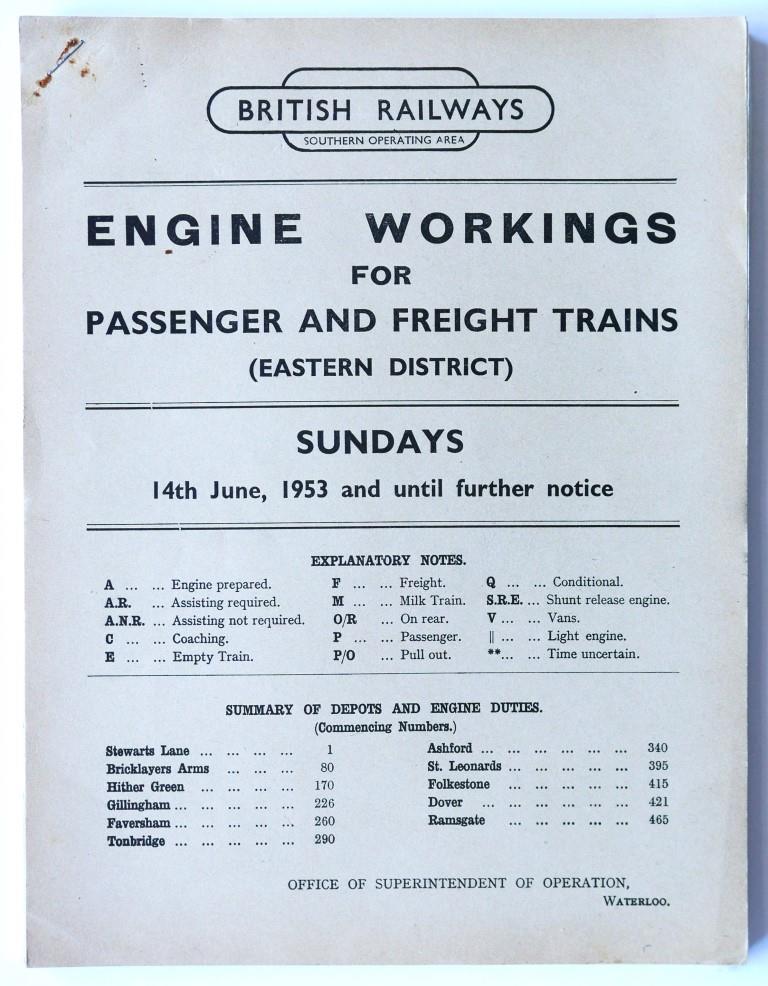 BRITISH RAILWAYS
SOUTHERN OPERATING AREA
ENGINE WORKINGS
FOR
PASSENGER AND FREIGHT TRAINS
(EASTERN DISTRICT)
SUNDAYS
14th June, 1953 and until further notice
EXPLANATORY NOTES.
A ... ... Engine prepared.
A.R. ... Assisting required.
A.N.R. ... Assisting not required.
C ... ... Coaching.
E ... ... Empty Train.
F ... ... Freight.
M ... ... Milk Train.
O/R ... On rear.
P ... ... Passenger.
P/O ... Pull out.
Q ... ... Conditional.
S.R.E. ... Shunt release engine.
V ... ... Vans.
|| ... ... Light engine.
**... ... Time uncertain.
SUMMARY OF DEPOTS AND ENGINE DUTIES.
(Commencing Numbers.)
Stewarts Lane ... ... ... ... 1
Bricklayers Arms ... ... ... 80
Hither Green ... ... ... ... 170
Gillingham ... ... ... ... ... 226
Faversham ... ... ... ... ... 260
Tonbridge ... ... ... ... ... 290
Ashford ... ... ... ... ... ... 340
St. Leonards ... ... ... ... ... 395
Folkestone ... ... ... ... ... 415
Dover ... ... ... ... ... ... 421
Ramsgate ... ... ... ... ... 465
OFFICE OF SUPERINTENDENT OF OPERATION,
WATERLOO.